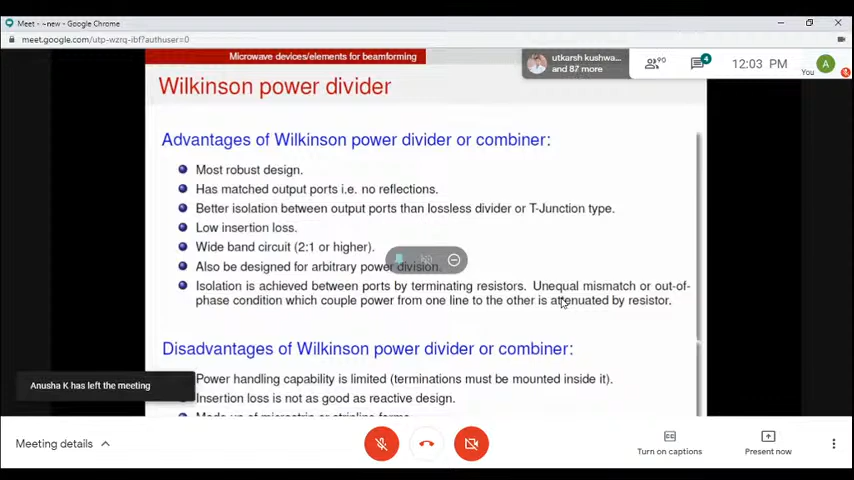 Meet - ~new - Google Chrome
meet.google.com/utp-wzrq-ibf?authuser=0
Microwave devices/elements for beamforming
utkarsh kushwa...
and 87 more
90
4
12:03 PM
You
A
Wilkinson power divider
Advantages of Wilkinson power divider or combiner:
Most robust design.
Has matched output ports i.e. no reflections.
Better isolation between output ports than lossless divider or T-Junction type.
Low insertion loss.
Wide band circuit (2:1 or higher).
Also be designed for arbitrary power division.
Isolation is achieved between ports by terminating resistors. Unequal mismatch or out-of-
phase condition which couple power from one line to the other is attenuated by resistor.
Disadvantages of Wilkinson power divider or combiner:
Anusha K has left the meeting
Power handling capability is limited (terminations must be mounted inside it).
Insertion loss is not as good as reactive design.
Made up of microstrip or stripline forms.
Meeting details
Turn on captions
Present now